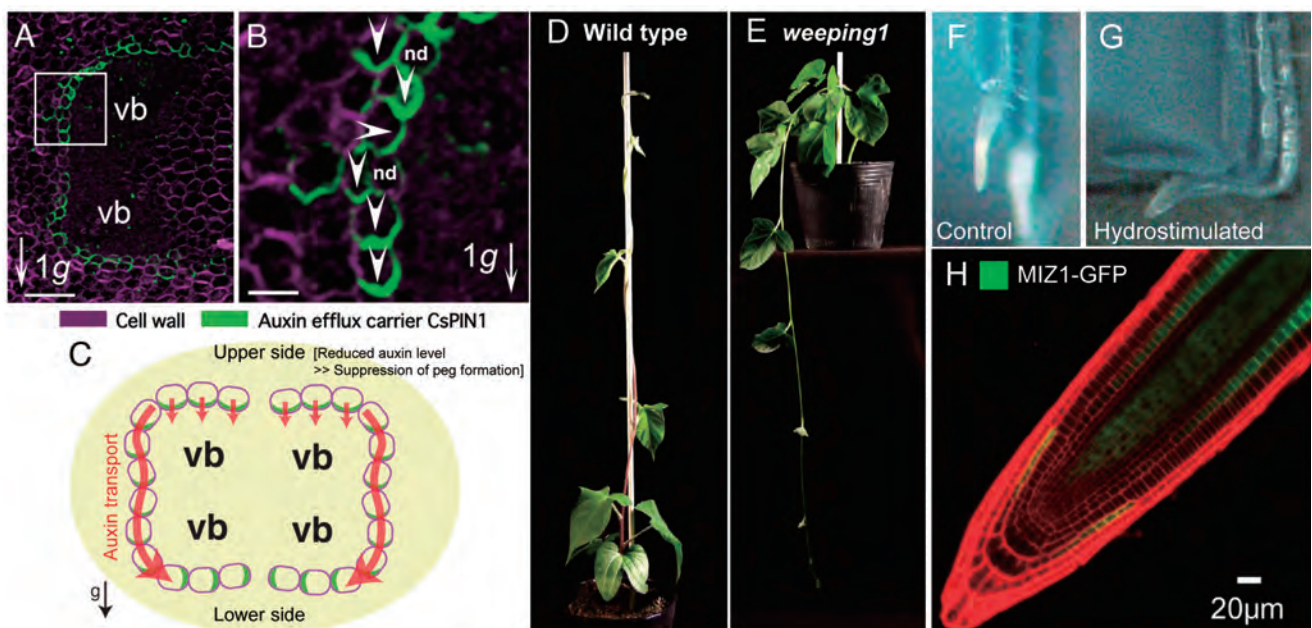 A
vb
vb
1g
B
nd
nd
1g
Cell wall
Auxin efflux carrier CsPIN1
C
Upper side [Reduced auxin level
>> Suppression of peg formation]
Auxin transport
vb
vb
vb
vb
g
Lower side
D Wild type
E weeping1
F
Control
G
Hydrostimulated
H MIZ1-GFP
20µm